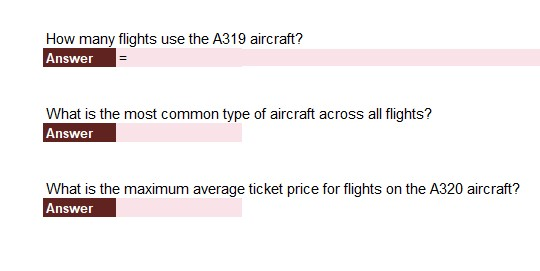 How many flights use the A319 aircraft?
Answer =
What is the most common type of aircraft across all flights?
Answer
What is the maximum average ticket price for flights on the A320 aircraft?
Answer